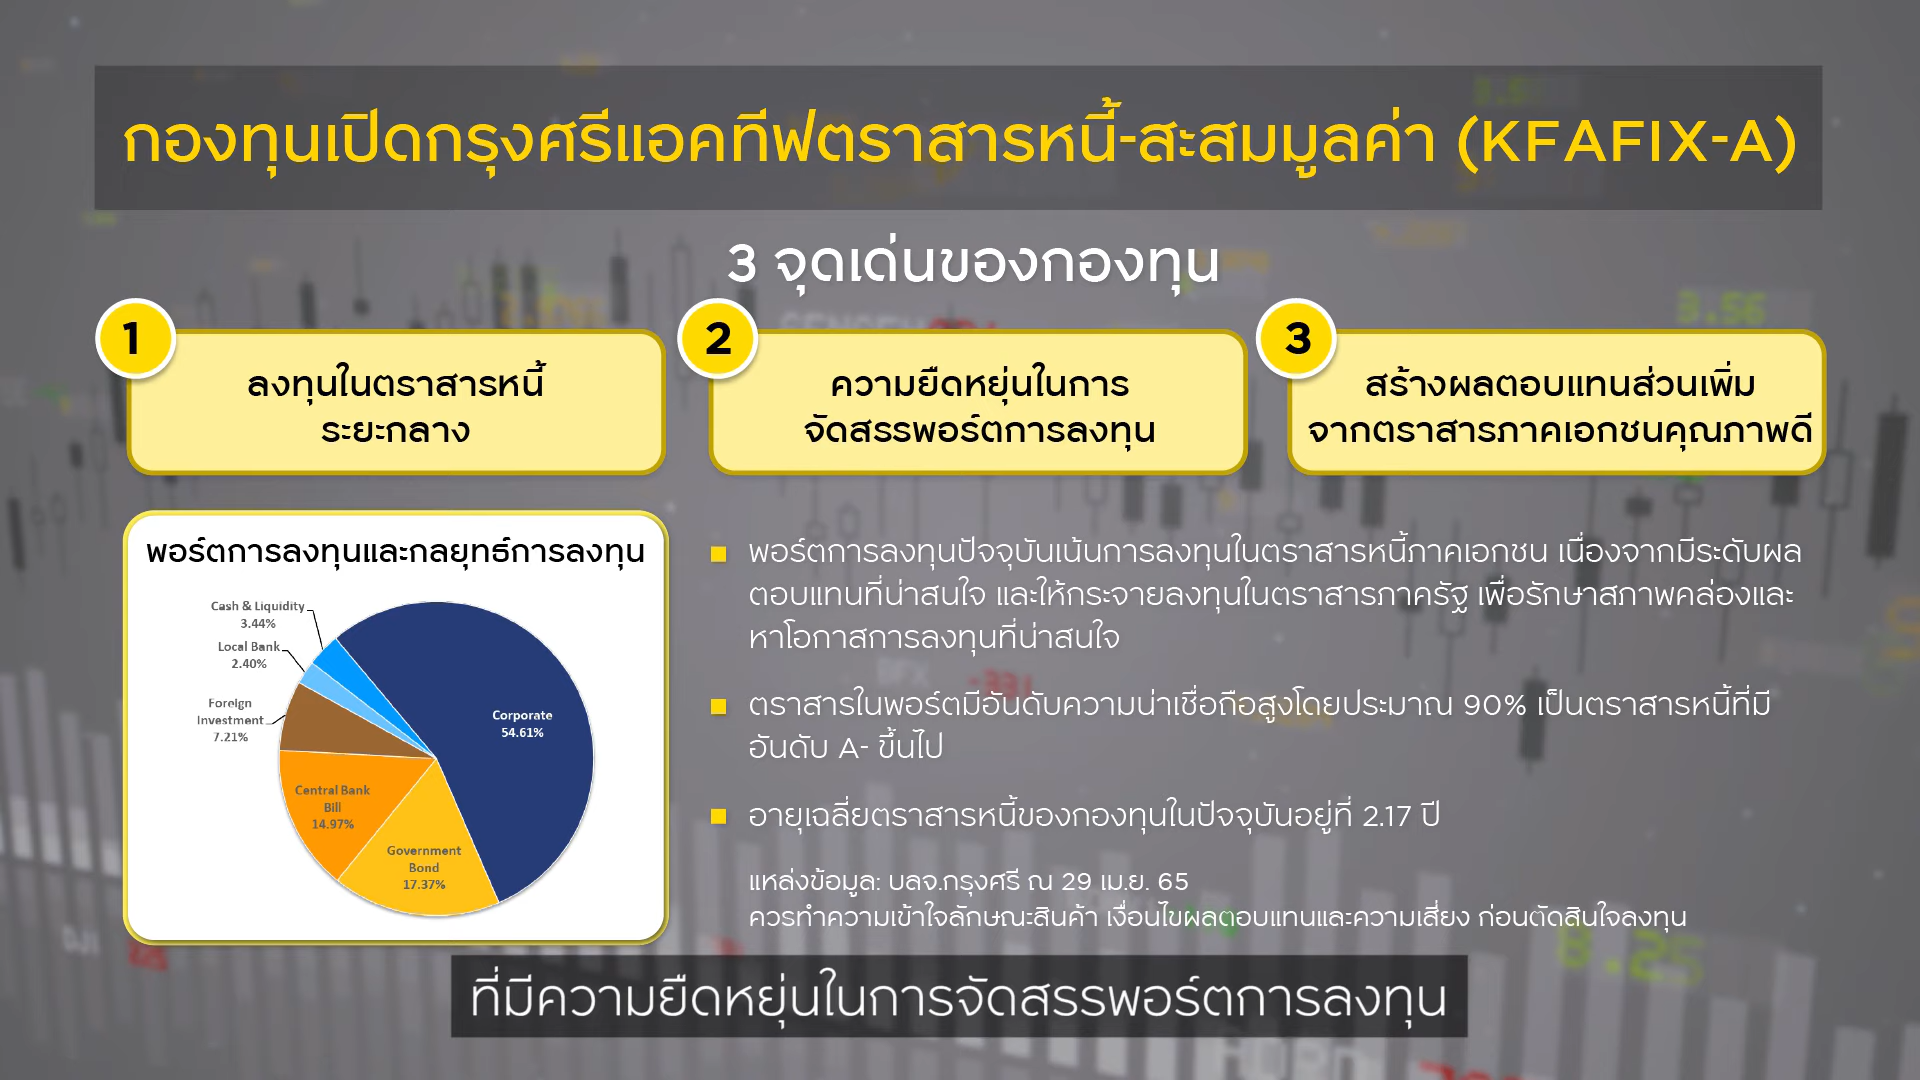 กองทุนเปิดกรุงศรีแอคทีฟตราสารหนี้-สะสมมูลค่า (KFAFIX-A)
3 จุดเด่นของกองทุน
1
ลงทุนในตราสารหนี้
ระยะกลาง
2
ความยืดหยุ่นในการ
จัดสรรพอร์ตการลงทุน
3
สร้างผลตอบแทนส่วนเพิ่ม
จากตราสารภาคเอกชนคุณภาพดี
พอร์ตการลงทุนและกลยุทธ์การลงทุน
Cash & Liquidity
3.44%
Local Bank
2.40%
Foreign
Investment
7.21%
Central Bank
Bill
14.97%
Government
Bond
17.37%
Corporate
54.61%
พอร์ตการลงทุนปัจจุบันเน้นการลงทุนในตราสารหนี้ภาคเอกชน เนื่องจากมีระดับผล
ตอบแทนที่น่าสนใจ และให้กระจายลงทุนในตราสารภาครัฐ เพื่อรักษาสภาพคล่องและ
หาโอกาสการลงทุนที่น่าสนใจ
ตราสารในพอร์ตมีอันดับความน่าเชื่อถือสูงโดยประมาณ 90% เป็นตราสารหนี้ที่มี
อันดับ A- ขึ้นไป
อายุเฉลี่ยตราสารหนี้ของกองทุนในปัจจุบันอยู่ที่ 2.17 ปี
แหล่งข้อมูล: บลจ.กรุงศรี ณ 29 เม.ย. 65
ควรทำความเข้าใจลักษณะสินค้า เงื่อนไขผลตอบแทนและความเสี่ยง ก่อนตัดสินใจลงทุน
ที่มีความยืดหยุ่นในการจัดสรรพอร์ตการลงทุน